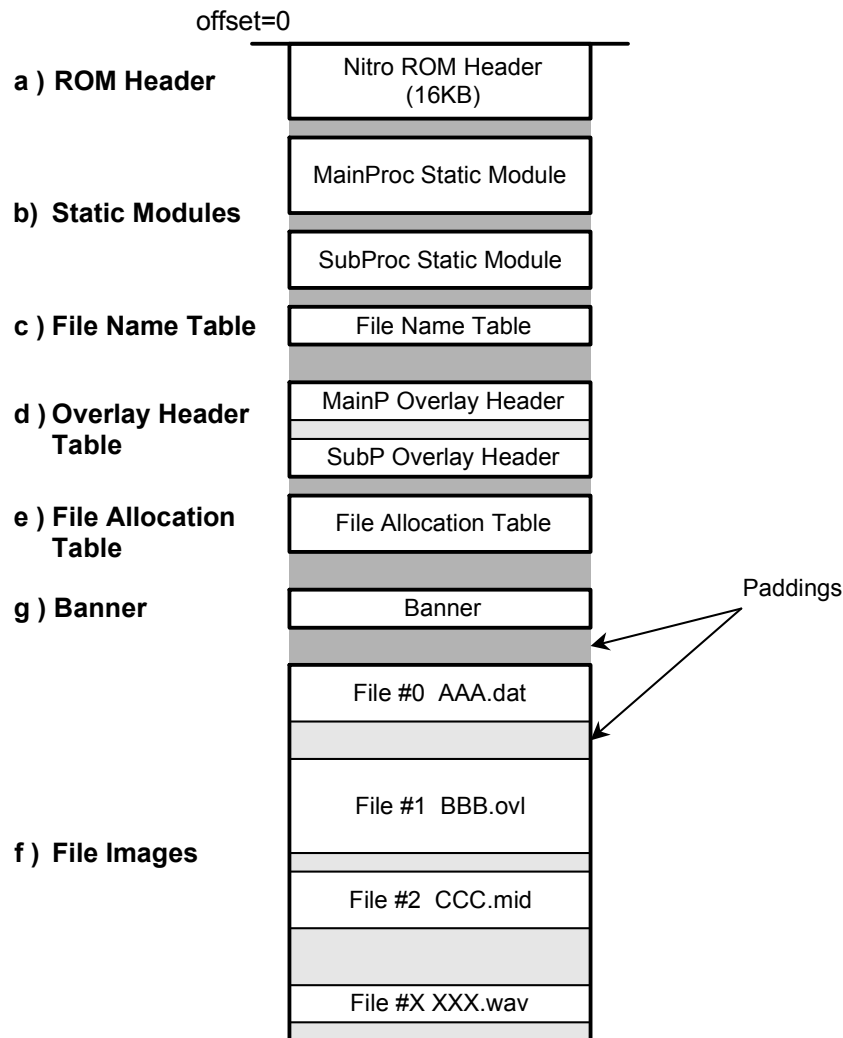 offset=0
a ) ROM Header
Nitro ROM Header
(16KB)
b) Static Modules
MainProc Static Module
SubProc Static Module
c ) File Name Table
File Name Table
d ) Overlay Header
Table
MainP Overlay Header
SubP Overlay Header
e ) File Allocation
Table
File Allocation Table
g ) Banner
Banner
Paddings
f ) File Images
File #0 AAA.dat
File #1 BBB.ovl
File #2 CCC.mid
File #X XXX.wav